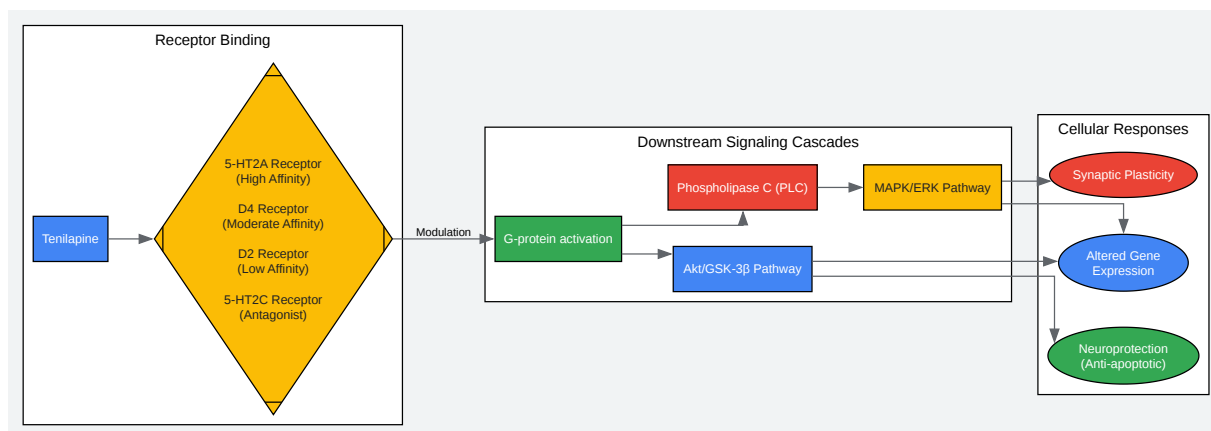 Receptor Binding
Tenilapine
5-HT2A Receptor
(High Affinity)
D4 Receptor
(Moderate Affinity)
D2 Receptor
(Low Affinity)
5-HT2C Receptor
(Antagonist)
Modulation
Downstream Signaling Cascades
G-protein activation
Phospholipase C (PLC)
MAPK/ERK Pathway
Akt/GSK-3β Pathway
Cellular Responses
Synaptic Plasticity
Altered Gene
Expression
Neuroprotection
(Anti-apoptotic)